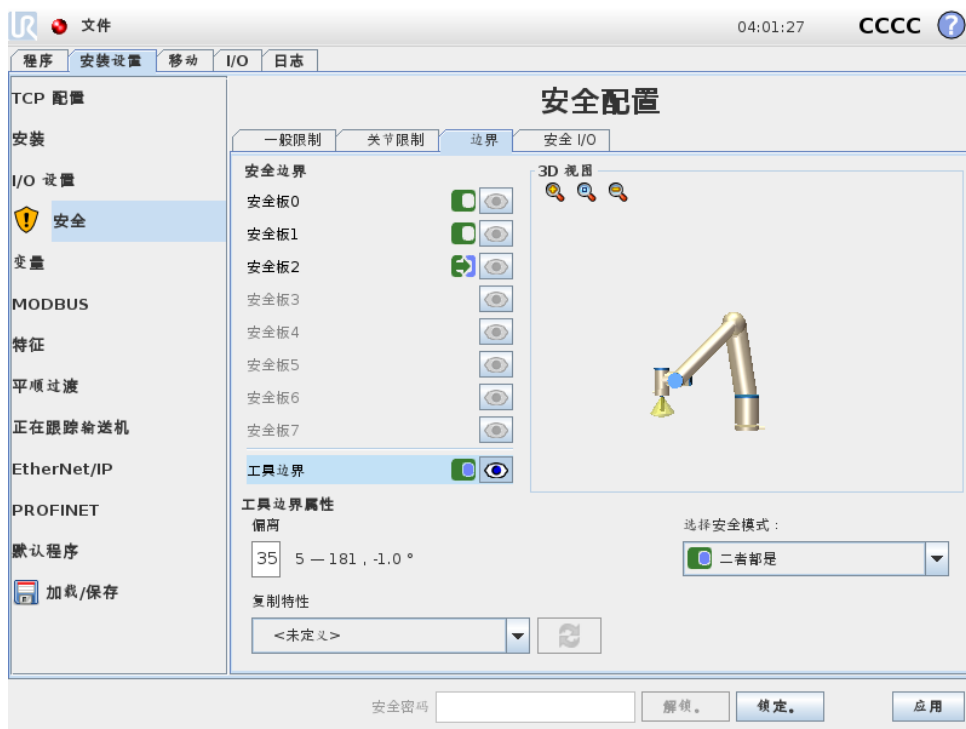 UR 文件 04:01:27 CCCC ?
程序 安装设置 移动 I/O 日志
TCP 配置
安装
I/O 设置
安全
变量
MODBUS
特征
平顺过渡
正在跟踪输送机
EtherNet/IP
PROFINET
默认程序
加载/保存
安全配置
一般限制 关节限制 边界 安全 I/O
安全边界
安全板0
安全板1
安全板2
安全板3
安全板4
安全板5
安全板6
安全板7
工具边界
3D 视图
工具边界属性
偏离
35 5 — 181 , -1.0 °
选择安全模式 :
二者都是
复制特性
<未定义>
安全密码 解锁。 锁定。 应用